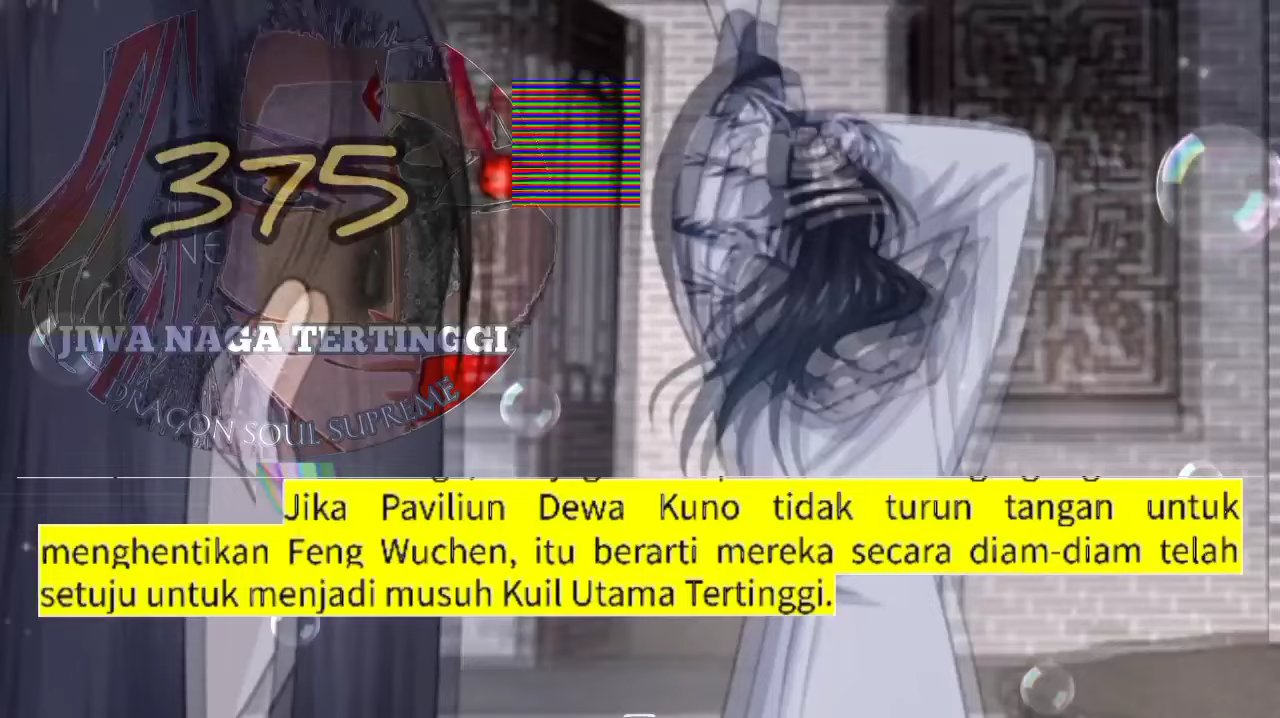 375
NE
JIWA NAGA TERTINGGI
DRAGON SOUL SUPREME
Jika Paviliun Dewa Kuno tidak turun tangan untuk
menghentikan Feng Wuchen, itu berarti mereka secara diam-diam telah
setuju untuk menjadi musuh Kuil Utama Tertinggi.